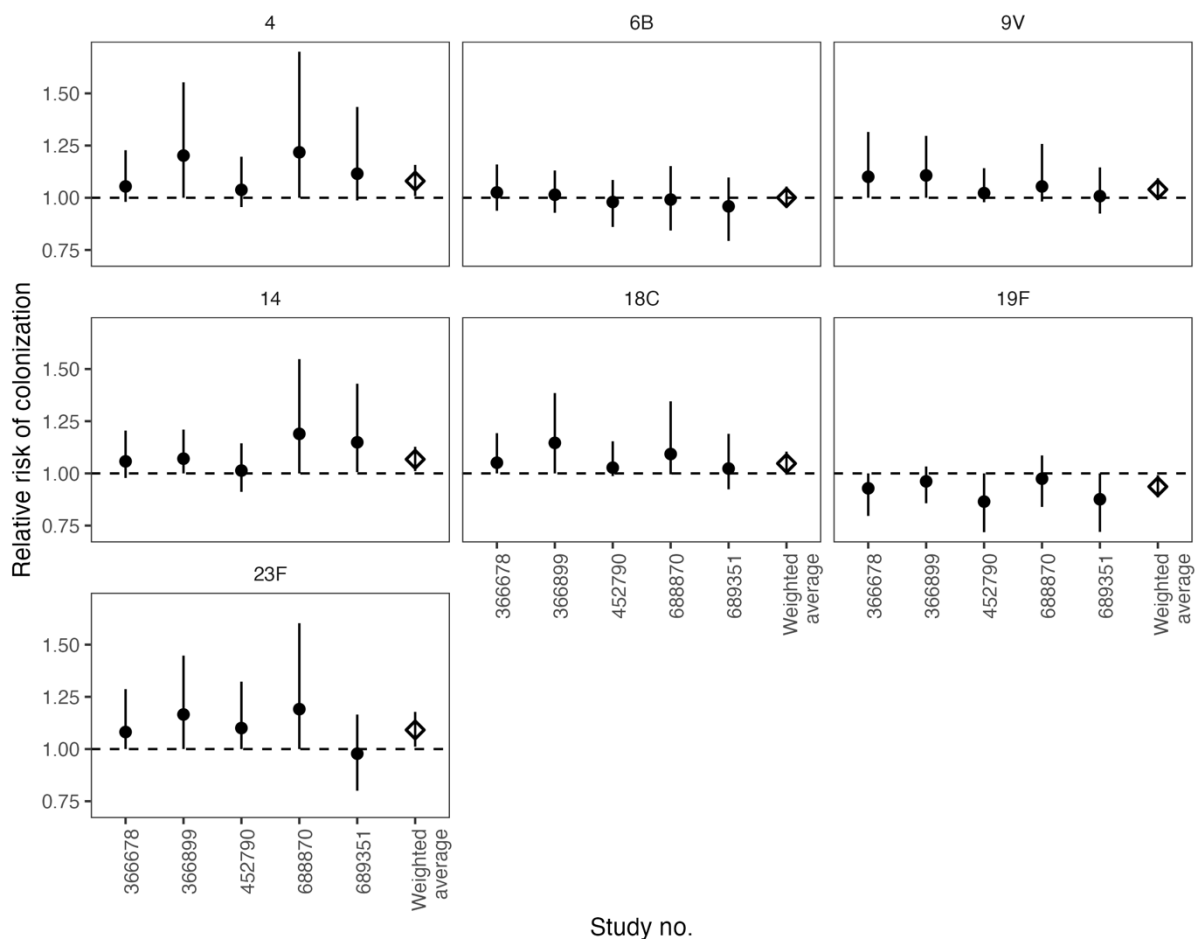 4
6B
9V
1.50
1.25
1.00
0.75
14
18C
19F
1.50
1.25
1.00
0.75
Relative risk of colonization
366678
366899
452790
688870
689351
Weighted
average
366678
366899
452790
688870
689351
Weighted
average
23F
1.50
1.25
1.00
0.75
366678
366899
452790
688870
689351
Weighted
average
Study no.